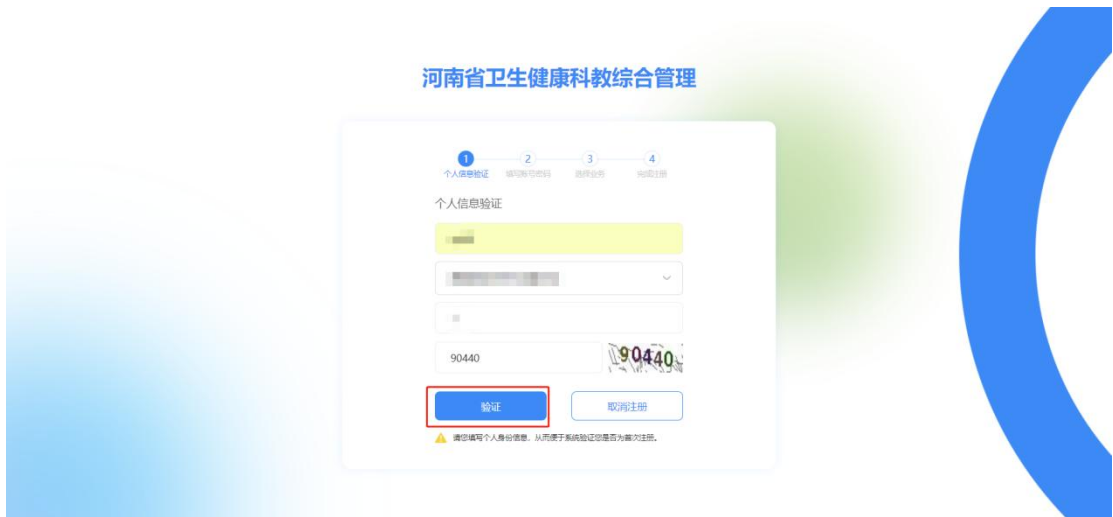 河南省卫生健康科教综合管理
1 2 3 4
个人信息验证 填写账号密码 选择业务 完成注册
个人信息验证
90440 90440
验证 取消注册
请您填写个人身份信息，从而便于系统验证您是否为首次注册。